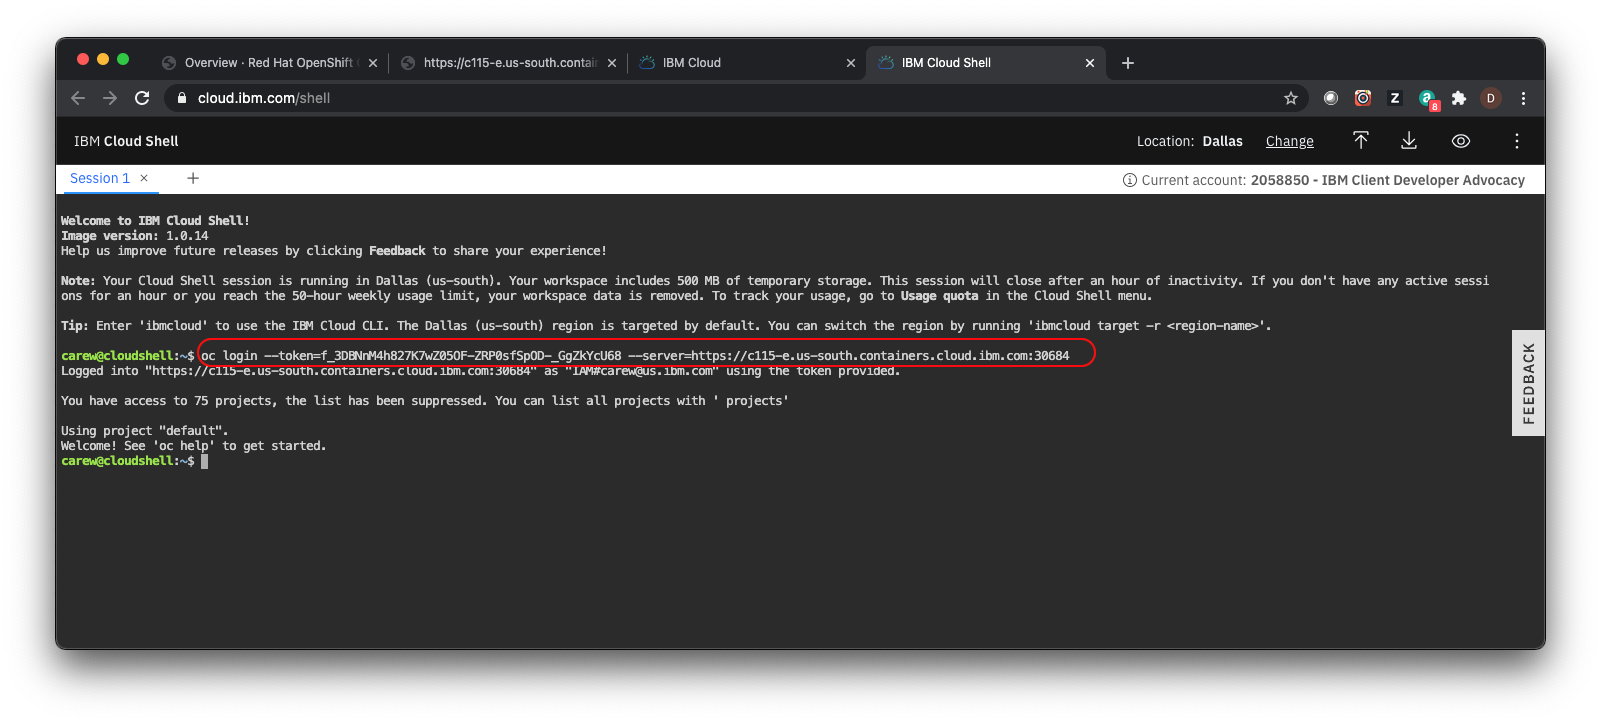 Overview · Red Hat OpenShift
https://c115-e.us-south.contain
IBM Cloud
IBM Cloud Shell
cloud.ibm.com/shell
Z
8
D
IBM Cloud Shell
Location: Dallas
Change
Session 1
Current account: 2058850 - IBM Client Developer Advocacy
Welcome to IBM Cloud Shell!
Image version: 1.0.14
Help us improve future releases by clicking Feedback to share your experience!
Note: Your Cloud Shell session is running in Dallas (us-south). Your workspace includes 500 MB of temporary storage. This session will close after an hour of inactivity. If you don't have any active sessi
ons for an hour or you reach the 50-hour weekly usage limit, your workspace data is removed. To track your usage, go to Usage quota in the Cloud Shell menu.
Tip: Enter 'ibmcloud' to use the IBM Cloud CLI. The Dallas (us-south) region is targeted by default. You can switch the region by running 'ibmcloud target -r <region-name>'.
carew@cloudshell:~$ oc login --token=f_3DBNnM4h827K7wZ05OF-ZRP0sfSpOD-_GgZkYcU68 --server=https://c115-e.us-south.containers.cloud.ibm.com:30684
Logged into "https://c115-e.us-south.containers.cloud.ibm.com:30684" as "IAM#carew@us.ibm.com" using the token provided.
You have access to 75 projects, the list has been suppressed. You can list all projects with ' projects'
Using project "default".
Welcome! See 'oc help' to get started.
carew@cloudshell:~$
FEEDBACK